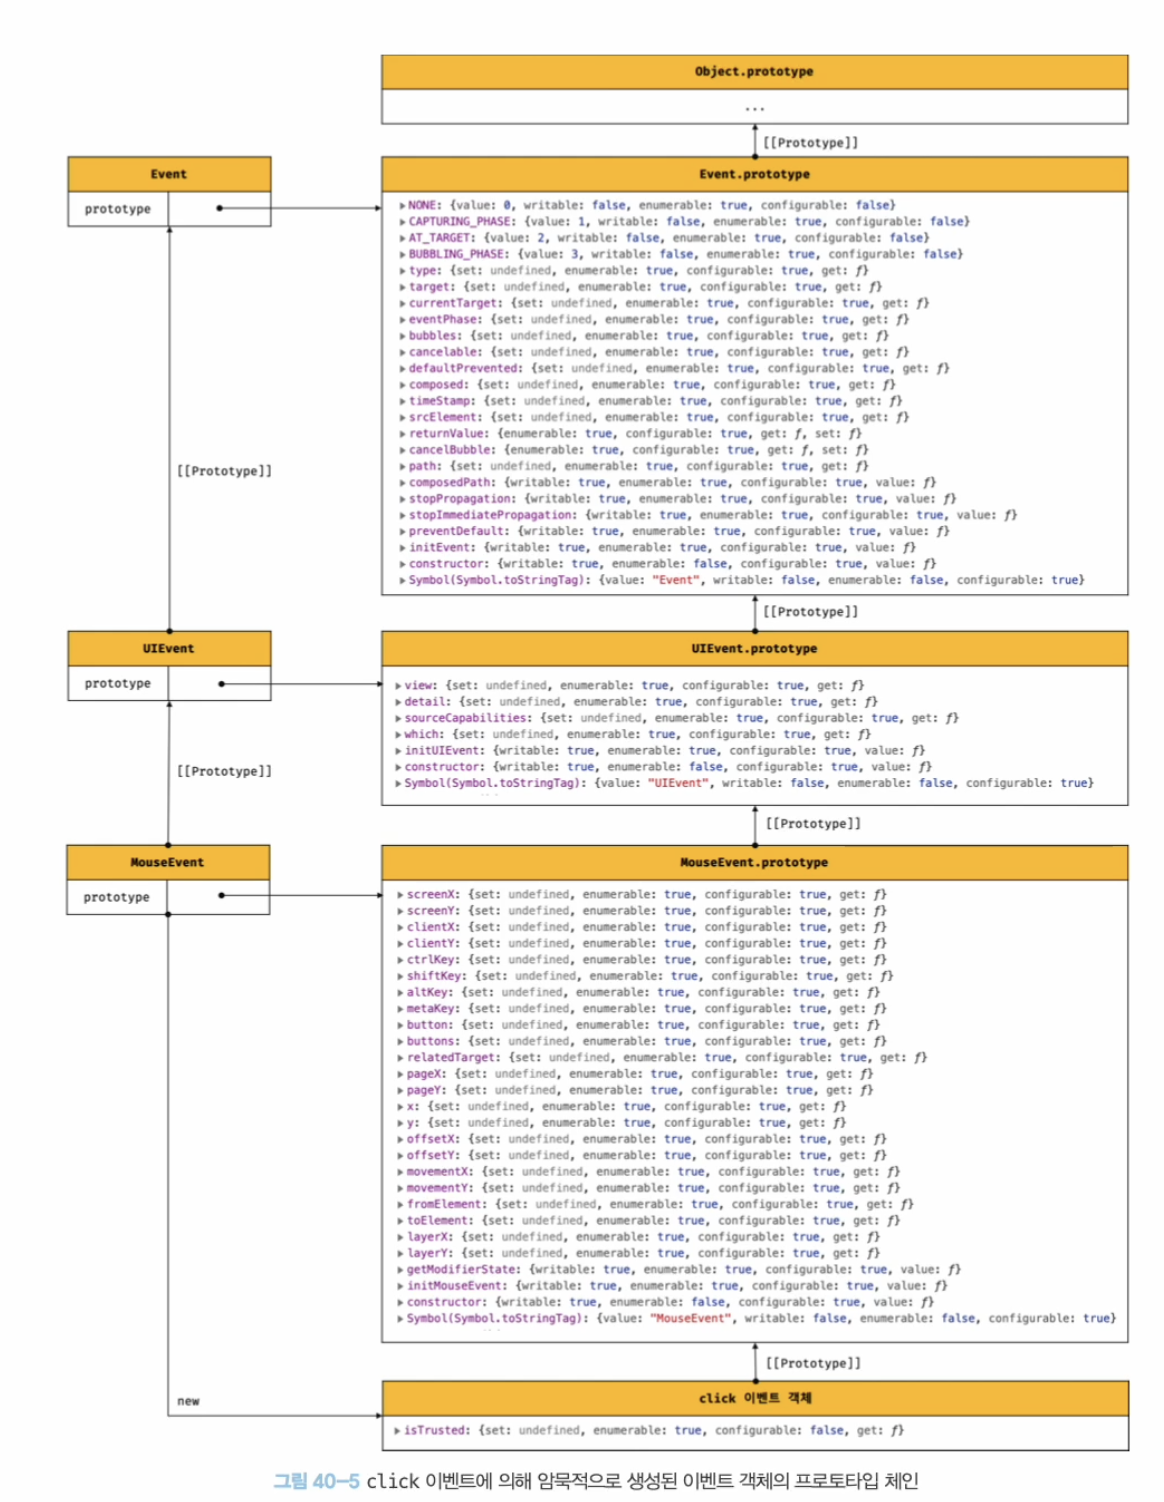 Object.prototype
...
[[Prototype]]
Event
prototype
Event.prototype
▸NONE: {value: 0, writable: false, enumerable: true, configurable: false}
▸CAPTURING_PHASE: {value: 1, writable: false, enumerable: true, configurable: false}
▸AT_TARGET: {value: 2, writable: false, enumerable: true, configurable: false}
▸BUBBLING_PHASE: {value: 3, writable: false, enumerable: true, configurable: false}
▸type: {set: undefined, enumerable: true, configurable: true, get: ƒ}
▸target: {set: undefined, enumerable: true, configurable: true, get: ƒ}
▸currentTarget: {set: undefined, enumerable: true, configurable: true, get: ƒ}
▸eventPhase: {set: undefined, enumerable: true, configurable: true, get: ƒ}
▸bubbles: {set: undefined, enumerable: true, configurable: true, get: ƒ}
▸cancelable: {set: undefined, enumerable: true, configurable: true, get: ƒ}
▸defaultPrevented: {set: undefined, enumerable: true, configurable: true, get: ƒ}
▸composed: {set: undefined, enumerable: true, configurable: true, get: ƒ}
▸timeStamp: {set: undefined, enumerable: true, configurable: true, get: ƒ}
▸srcElement: {set: undefined, enumerable: true, configurable: true, get: ƒ}
▸returnValue: {enumerable: true, configurable: true, get: ƒ, set: ƒ}
▸cancelBubble: {enumerable: true, configurable: true, get: ƒ, set: ƒ}
▸path: {set: undefined, enumerable: true, configurable: true, get: ƒ}
▸composedPath: {writable: true, enumerable: true, configurable: true, value: ƒ}
▸stopPropagation: {writable: true, enumerable: true, configurable: true, value: ƒ}
▸stopImmediatePropagation: {writable: true, enumerable: true, configurable: true, value: ƒ}
▸preventDefault: {writable: true, enumerable: true, configurable: true, value: ƒ}
▸initEvent: {writable: true, enumerable: true, configurable: true, value: ƒ}
▸constructor: {writable: true, enumerable: false, configurable: true, value: ƒ}
▸Symbol(Symbol.toStringTag): {value: "Event", writable: false, enumerable: false, configurable: true}
[[Prototype]]
[[Prototype]]
UIEvent
prototype
UIEvent.prototype
▸view: {set: undefined, enumerable: true, configurable: true, get: ƒ}
▸detail: {set: undefined, enumerable: true, configurable: true, get: ƒ}
▸sourceCapabilities: {set: undefined, enumerable: true, configurable: true, get: ƒ}
▸which: {set: undefined, enumerable: true, configurable: true, get: ƒ}
▸initUIEvent: {writable: true, enumerable: true, configurable: true, value: ƒ}
▸constructor: {writable: true, enumerable: false, configurable: true, value: ƒ}
▸Symbol(Symbol.toStringTag): {value: "UIEvent", writable: false, enumerable: false, configurable: true}
[[Prototype]]
[[Prototype]]
MouseEvent
prototype
MouseEvent.prototype
▸screenX: {set: undefined, enumerable: true, configurable: true, get: ƒ}
▸screenY: {set: undefined, enumerable: true, configurable: true, get: ƒ}
▸clientX: {set: undefined, enumerable: true, configurable: true, get: ƒ}
▸clientY: {set: undefined, enumerable: true, configurable: true, get: ƒ}
▸ctrlKey: {set: undefined, enumerable: true, configurable: true, get: ƒ}
▸shiftKey: {set: undefined, enumerable: true, configurable: true, get: ƒ}
▸altKey: {set: undefined, enumerable: true, configurable: true, get: ƒ}
▸metaKey: {set: undefined, enumerable: true, configurable: true, get: ƒ}
▸button: {set: undefined, enumerable: true, configurable: true, get: ƒ}
▸buttons: {set: undefined, enumerable: true, configurable: true, get: ƒ}
▸relatedTarget: {set: undefined, enumerable: true, configurable: true, get: ƒ}
▸pageX: {set: undefined, enumerable: true, configurable: true, get: ƒ}
▸pageY: {set: undefined, enumerable: true, configurable: true, get: ƒ}
▸x: {set: undefined, enumerable: true, configurable: true, get: ƒ}
▸y: {set: undefined, enumerable: true, configurable: true, get: ƒ}
▸offsetX: {set: undefined, enumerable: true, configurable: true, get: ƒ}
▸offsetY: {set: undefined, enumerable: true, configurable: true, get: ƒ}
▸movementX: {set: undefined, enumerable: true, configurable: true, get: ƒ}
▸movementY: {set: undefined, enumerable: true, configurable: true, get: ƒ}
▸fromElement: {set: undefined, enumerable: true, configurable: true, get: ƒ}
▸toElement: {set: undefined, enumerable: true, configurable: true, get: ƒ}
▸layerX: {set: undefined, enumerable: true, configurable: true, get: ƒ}
▸layerY: {set: undefined, enumerable: true, configurable: true, get: ƒ}
▸getModifierState: {writable: true, enumerable: true, configurable: true, value: ƒ}
▸initMouseEvent: {writable: true, enumerable: true, configurable: true, value: ƒ}
▸constructor: {writable: true, enumerable: false, configurable: true, value: ƒ}
▸Symbol(Symbol.toStringTag): {value: "MouseEvent", writable: false, enumerable: false, configurable: true}
[[Prototype]]
new
click 이벤트 객체
▸isTrusted: {set: undefined, enumerable: true, configurable: false, get: ƒ}
그림 40-5 click 이벤트에 의해 암묵적으로 생성된 이벤트 객체의 프로토타입 체인